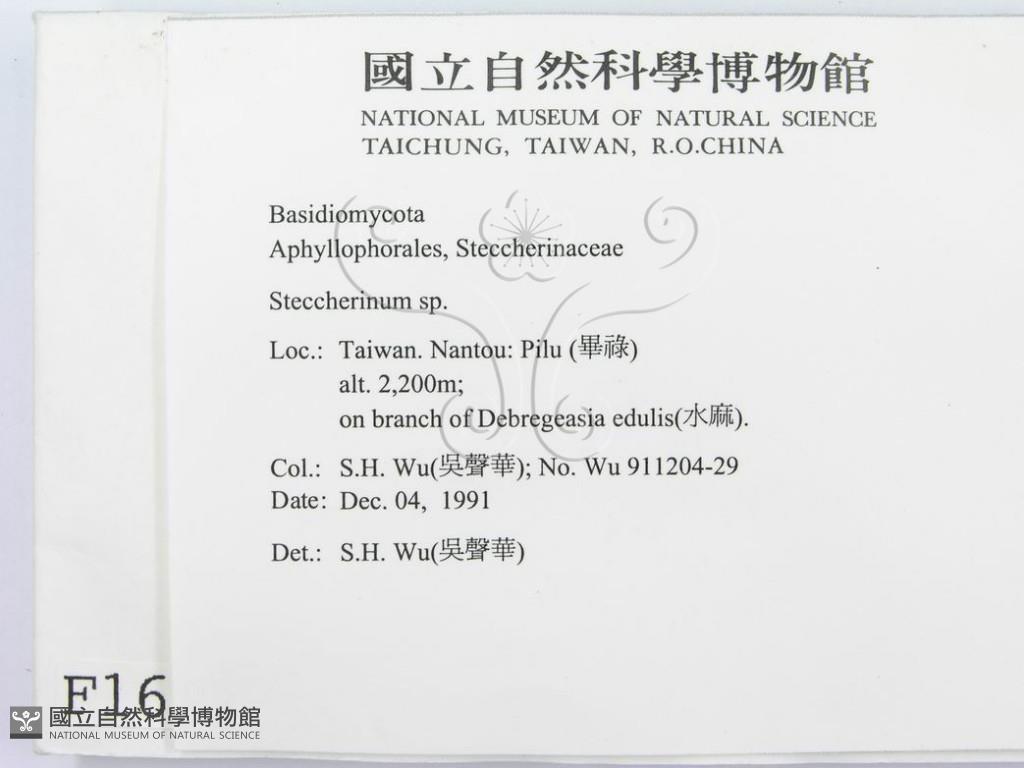 國立自然科學博物館
NATIONAL MUSEUM OF NATURAL SCIENCE
TAICHUNG, TAIWAN, R.O.CHINA
Basidiomycota
Aphyllophorales, Steccherinaceae
Steccherinum sp.
Loc.: Taiwan. Nantou: Pilu (畢祿)
alt. 2,200m;
on branch of Debregeasia edulis(水麻).
Col.: S.H. Wu(吳聲華); No. Wu 911204-29
Date: Dec. 04, 1991
Det.: S.H. Wu(吳聲華)
F16
國立自然科學博物館
NATIONAL MUSEUM OF NATURAL SCIENCE